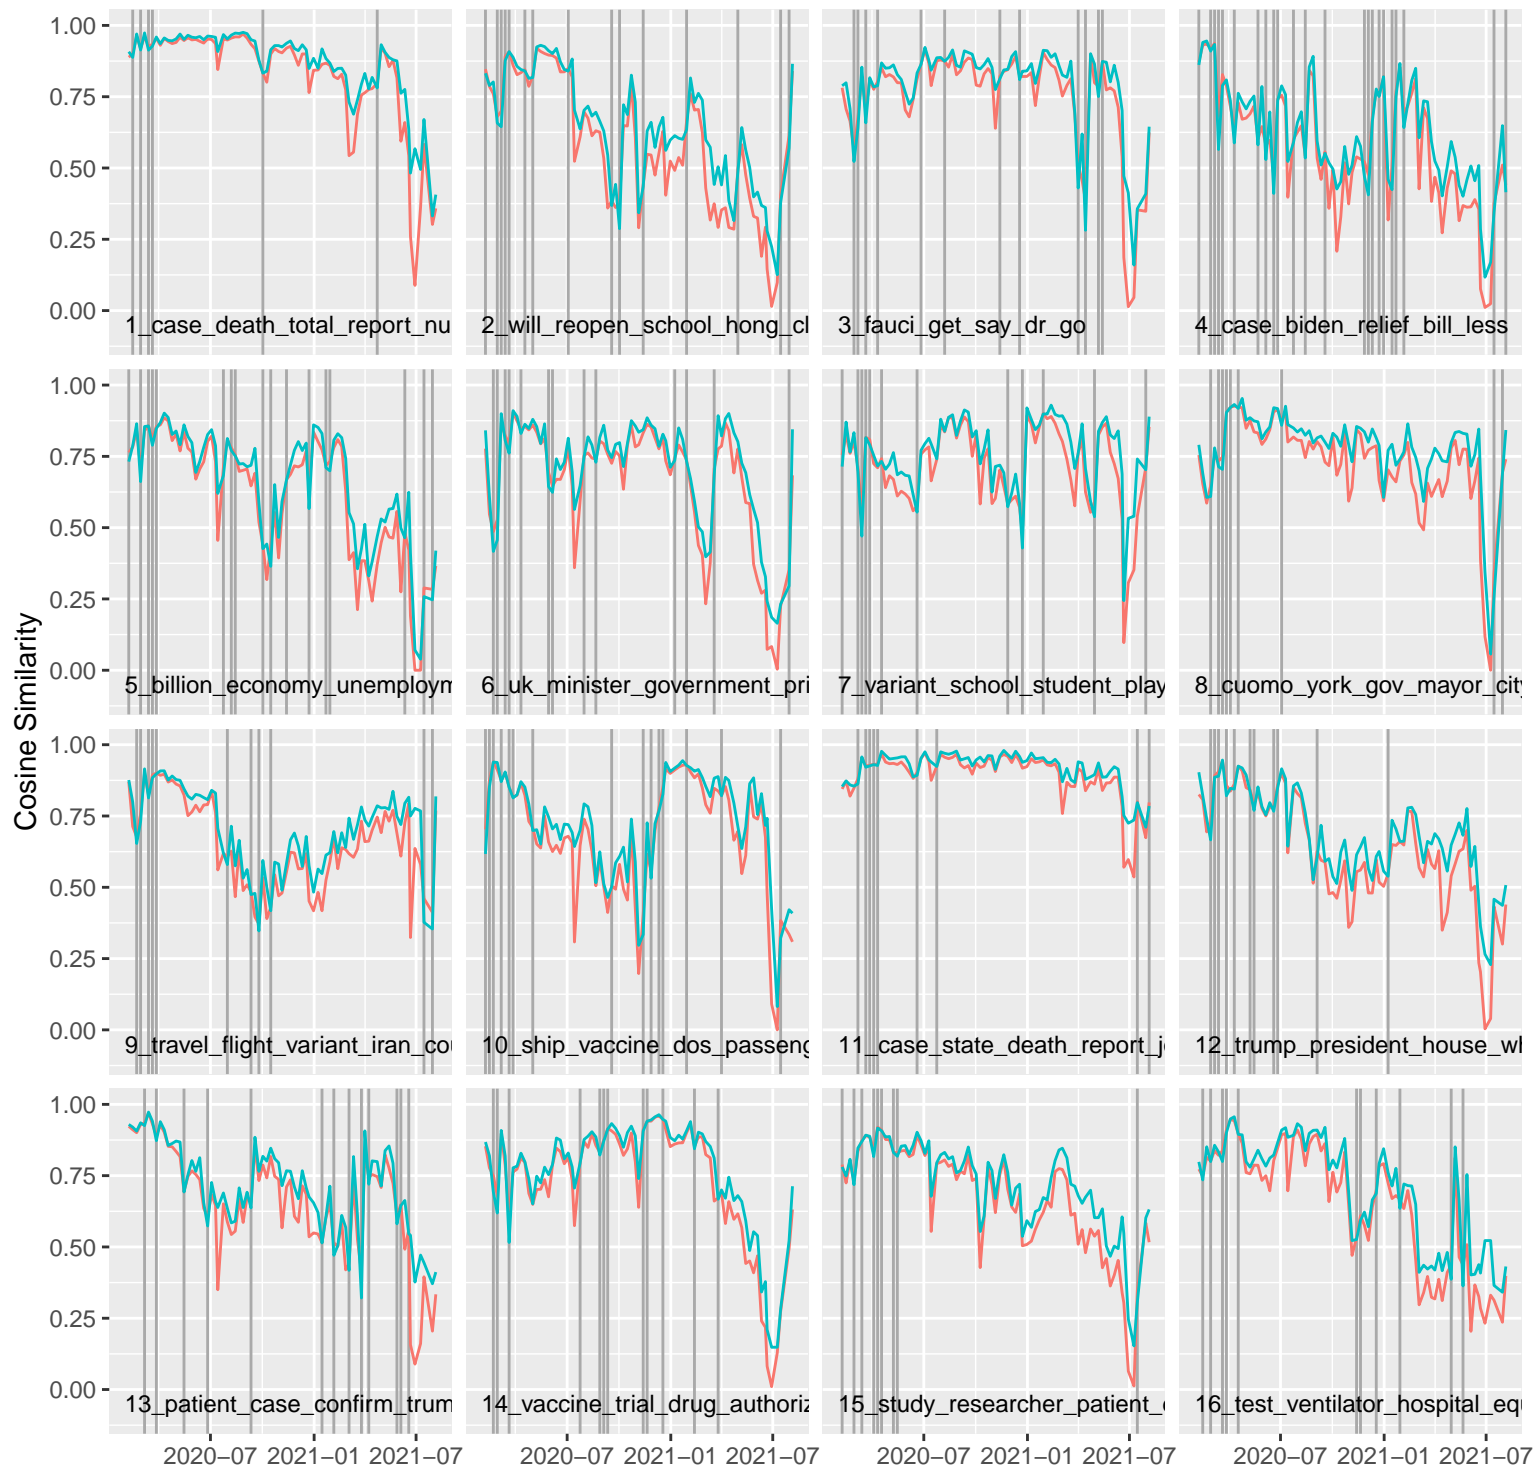 Cosine Similarity
1.00
0.75
0.50
0.25
0.00
1_case_death_total_report_nu
2_will_reopen_school_hong_cl
3_fauci_get_say_dr_go
4_case_biden_relief_bill_less
1.00
0.75
0.50
0.25
0.00
5_billion_economy_unemploym
6_uk_minister_government_pri
7_variant_school_student_play
8_cuomo_york_gov_mayor_city
1.00
0.75
0.50
0.25
0.00
9_travel_flight_variant_iran_cou
10_ship_vaccine_dos_passeng
11_case_state_death_report_j
12_trump_president_house_wh
1.00
0.75
0.50
0.25
0.00
13_patient_case_confirm_trum
14_vaccine_trial_drug_authoriz
15_study_researcher_patient_
16_test_ventilator_hospital_equ
2020−07 2021−01 2021−07
2020−07 2021−01 2021−07
2020−07 2021−01 2021−07
2020−07 2021−01 2021−07